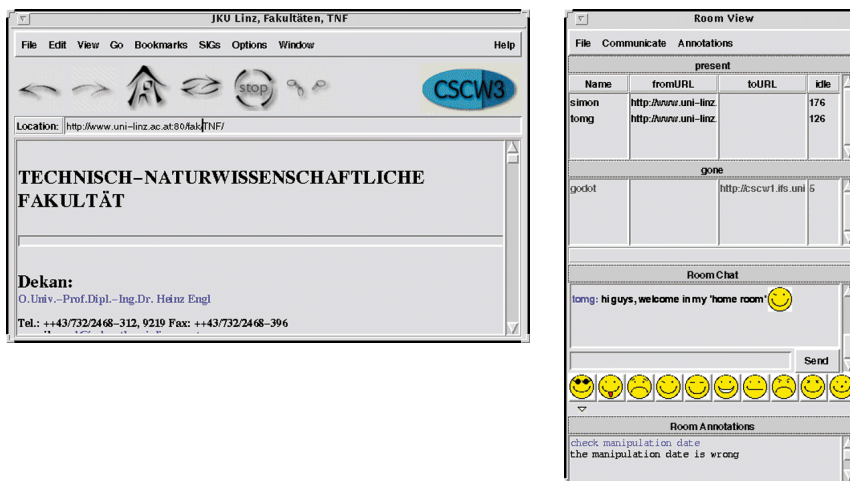 JKU Linz, Fakultäten, TNF
File Edit View Go Bookmarks SIGs Options Window Help
stop
CSCW3
Location: http://www.uni-linz.ac.at:80/fak/TNF/
TECHNISCH-NATURWISSENSCHAFTLICHE
FAKULTÄT
Dekan:
O.Univ.-Prof.Dipl.-Ing.Dr. Heinz Engl
Tel.: ++43/732/2468-312, 9219 Fax: ++43/732/2468-396
Room View
File Communicate Annotations
present
Name fromURL toURL idle
simon http://www.uni-linz. 176
tomg http://www.uni-linz. 126
gone
godot http://cscw1.ifs.uni 5
Room Chat
tomg: hi guys, welcome in my 'home room'
Send
Room Annotations
check manipulation date
the manipulation date is wrong